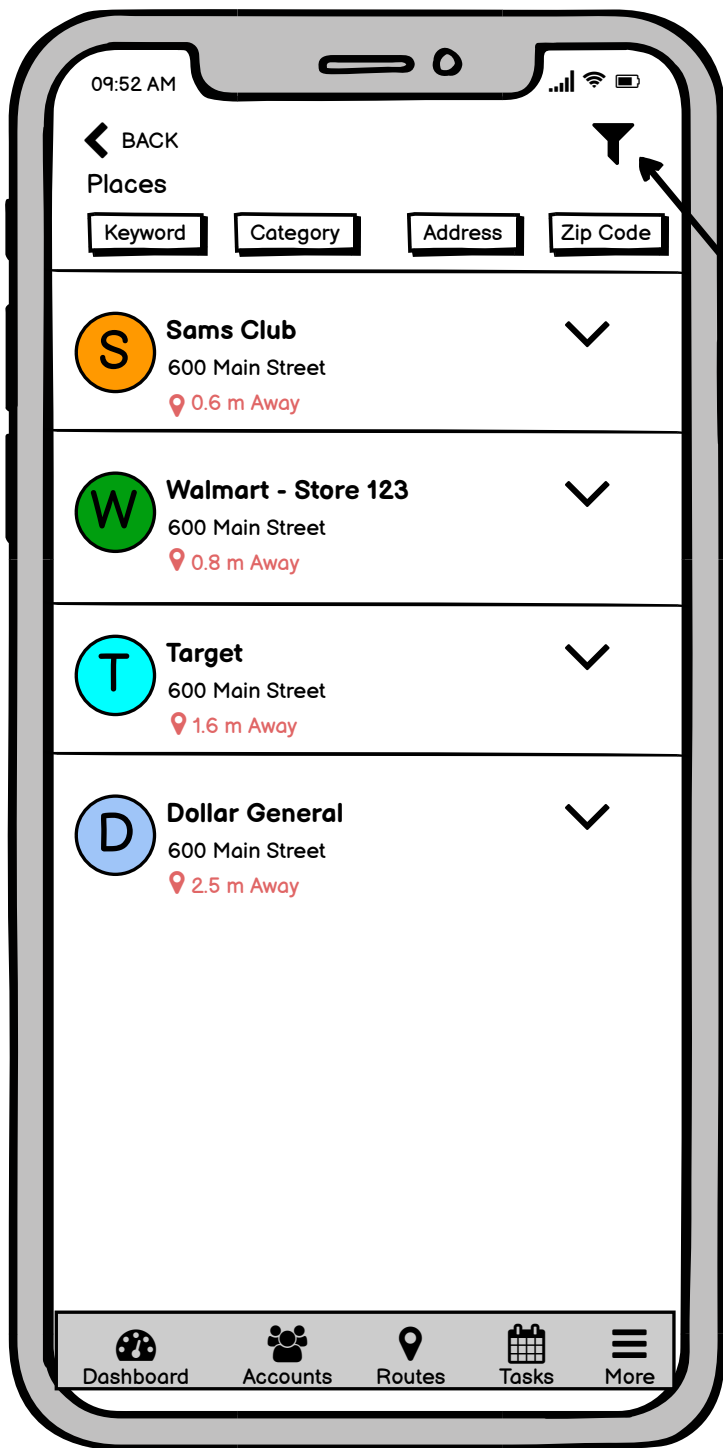 09:52 AM
BACK
Places
Keyword Category Address Zip Code
S
Sams Club
600 Main Street
0.6 m Away
W
Walmart - Store 123
600 Main Street
0.8 m Away
T
Target
600 Main Street
1.6 m Away
D
Dollar General
600 Main Street
2.5 m Away
Dashboard Accounts Routes Tasks More